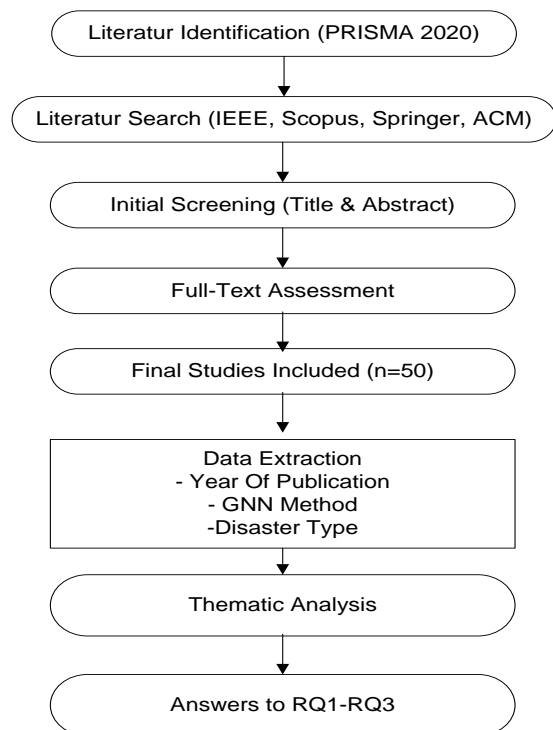 Literatur Identification (PRISMA 2020)
Literatur Search (IEEE, Scopus, Springer, ACM)
Initial Screening (Title & Abstract)
Full-Text Assessment
Final Studies Included (n=50)
Data Extraction
- Year Of Publication
- GNN Method
-Disaster Type
Thematic Analysis
Answers to RQ1-RQ3